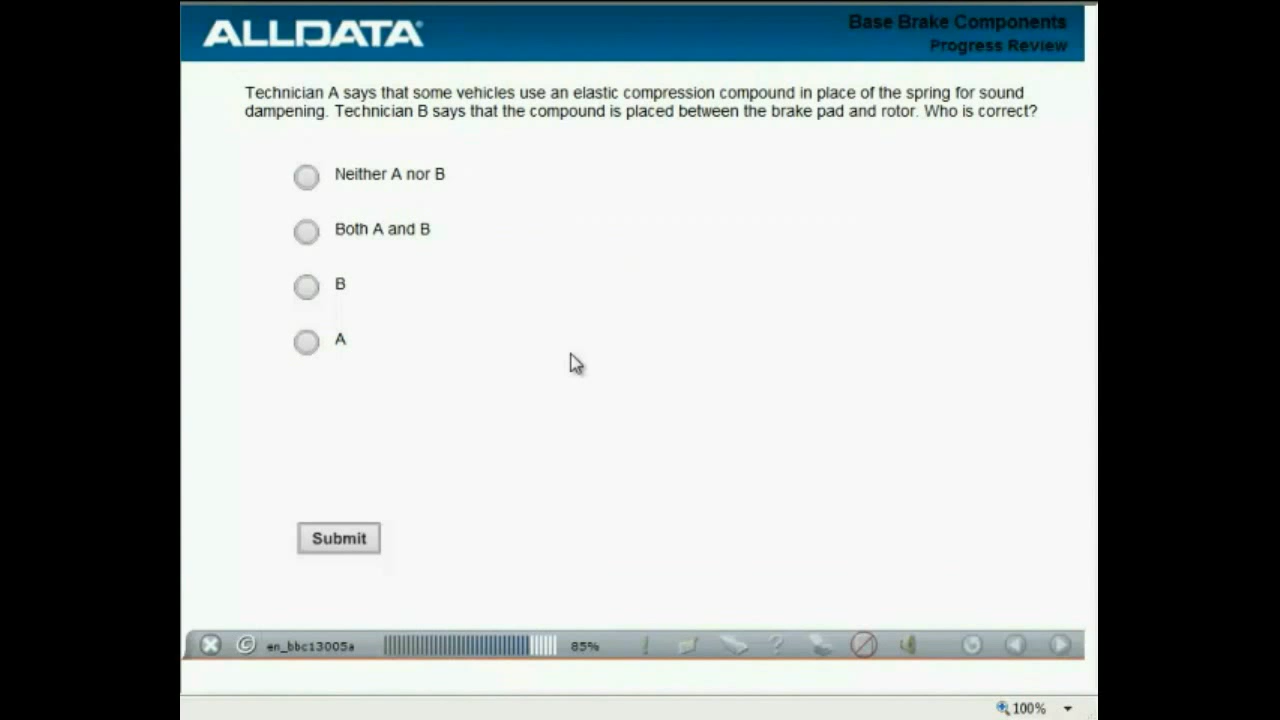 ALLDATA®
Base Brake Components
Progress Review
Technician A says that some vehicles use an elastic compression compound in place of the spring for sound
dampening. Technician B says that the compound is placed between the brake pad and rotor. Who is correct?
Neither A nor B
Both A and B
B
A
Submit
© en_bbc13005a 85% ! ?
100%